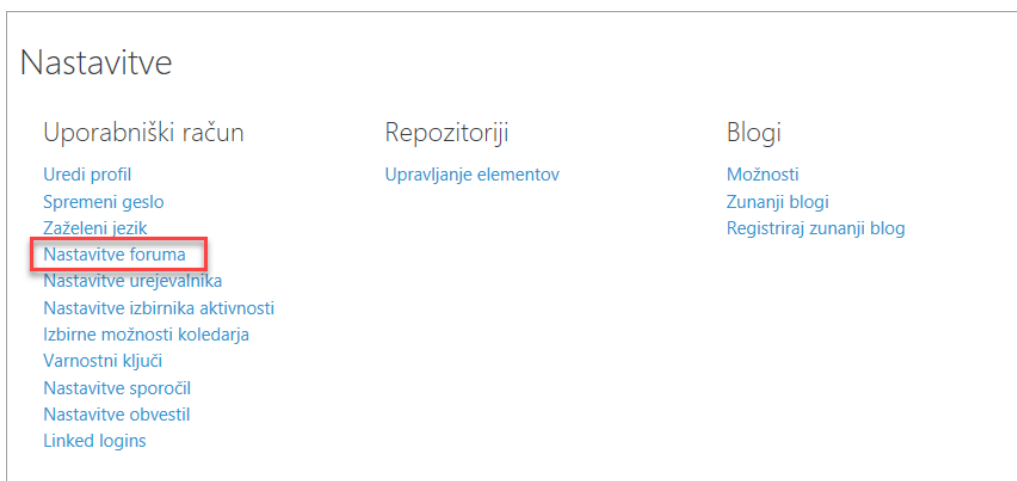 Nastavitve
Uporabniški račun
Uredi profil
Spremeni geslo
Zaželeni jezik
Nastavitve foruma
Nastavitve urejevalnika
Nastavitve izbirnika aktivnosti
Izbirne možnosti koledarja
Varnostni ključi
Nastavitve sporočil
Nastavitve obvestil
Linked logins
Repozitoriji
Upravljanje elementov
Blogi
Možnosti
Zunanji blogi
Registriraj zunanji blog